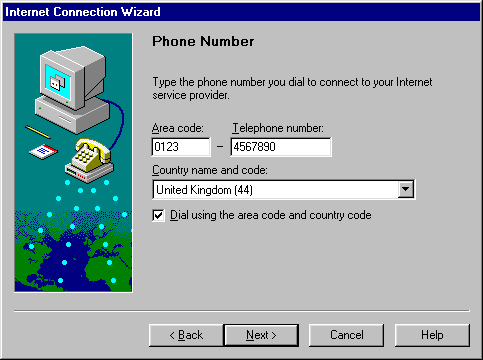 Internet Connection Wizard
Phone Number
Type the phone number you dial to connect to your Internet
service provider.
Area code: Telephone number:
0123 – 4567890
Country name and code:
United Kingdom (44)
Dial using the area code and country code
< Back Next > Cancel Help